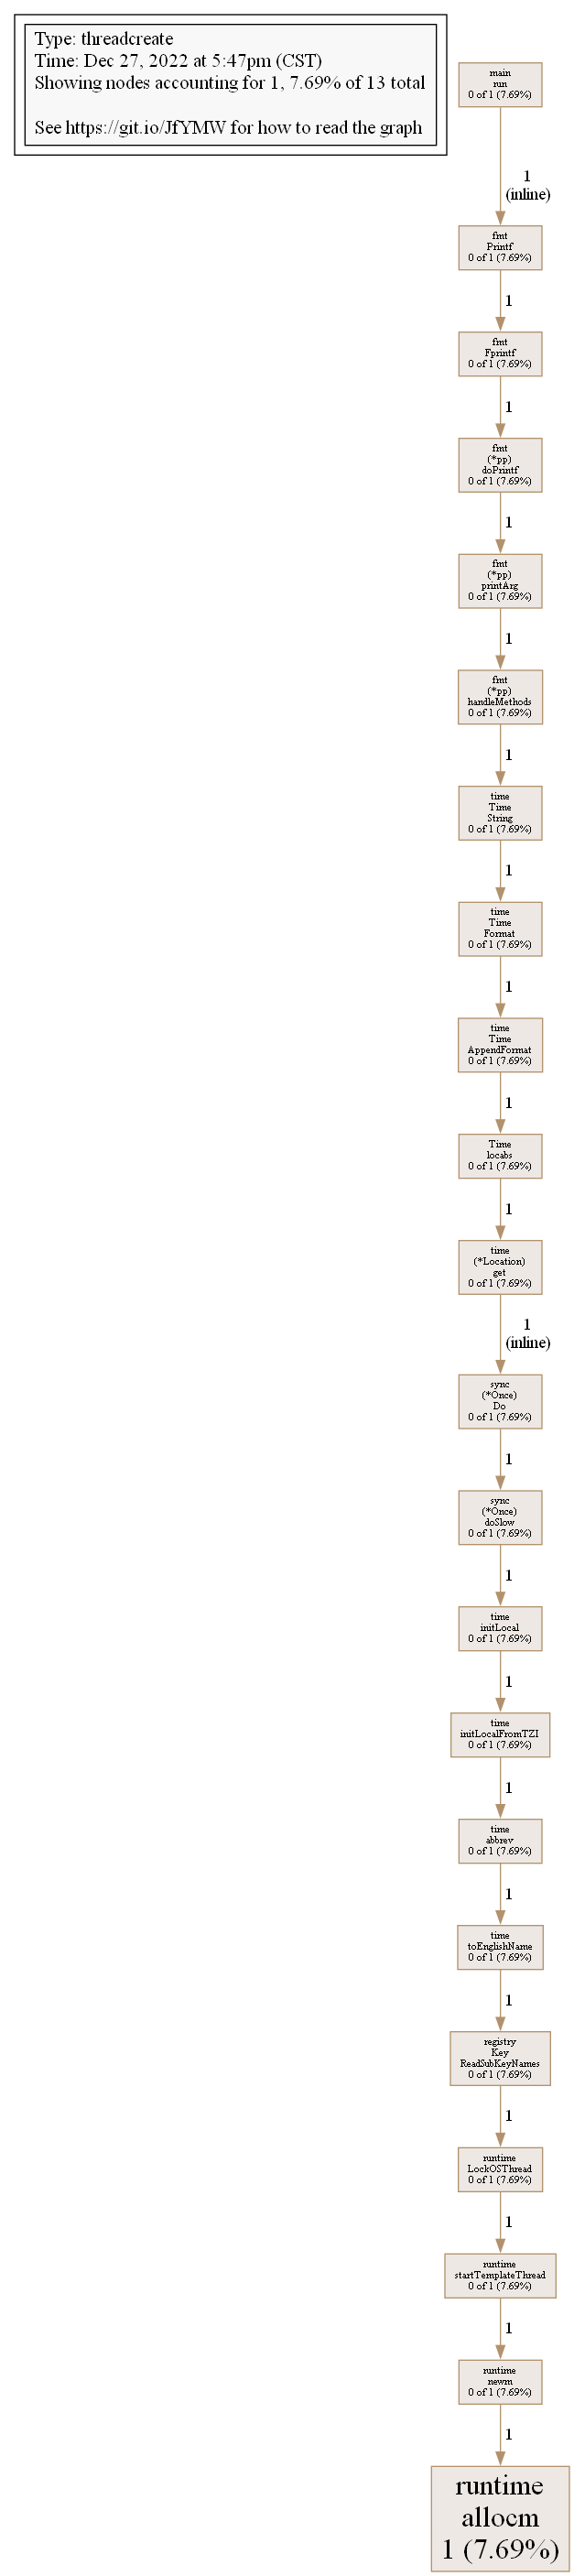 Type: threadcreate
Time: Dec 27, 2022 at 5:47pm (CST)
Showing nodes accounting for 1, 7.69% of 13 total
See https://git.io/JfYMW for how to read the graph
main
run
0 of 1 (7.69%)
1
(inline)
fmt
Printf
0 of 1 (7.69%)
1
fmt
Fprintf
0 of 1 (7.69%)
1
fmt
(*pp)
doPrintf
0 of 1 (7.69%)
1
fmt
(*pp)
printArg
0 of 1 (7.69%)
1
fmt
(*pp)
handleMethods
0 of 1 (7.69%)
1
time
Time
String
0 of 1 (7.69%)
1
time
Time
Format
0 of 1 (7.69%)
1
time
Time
AppendFormat
0 of 1 (7.69%)
1
Time
locabs
0 of 1 (7.69%)
1
time
(*Location)
get
0 of 1 (7.69%)
1
(inline)
sync
(*Once)
Do
0 of 1 (7.69%)
1
sync
(*Once)
doSlow
0 of 1 (7.69%)
1
time
initLocal
0 of 1 (7.69%)
1
time
initLocalFromTZI
0 of 1 (7.69%)
1
time
abbrev
0 of 1 (7.69%)
1
time
toEnglishName
0 of 1 (7.69%)
1
registry
Key
ReadSubKeyNames
0 of 1 (7.69%)
1
runtime
LockOSThread
0 of 1 (7.69%)
1
runtime
startTemplateThread
0 of 1 (7.69%)
1
runtime
newm
0 of 1 (7.69%)
1
runtime
allocm
1 (7.69%)